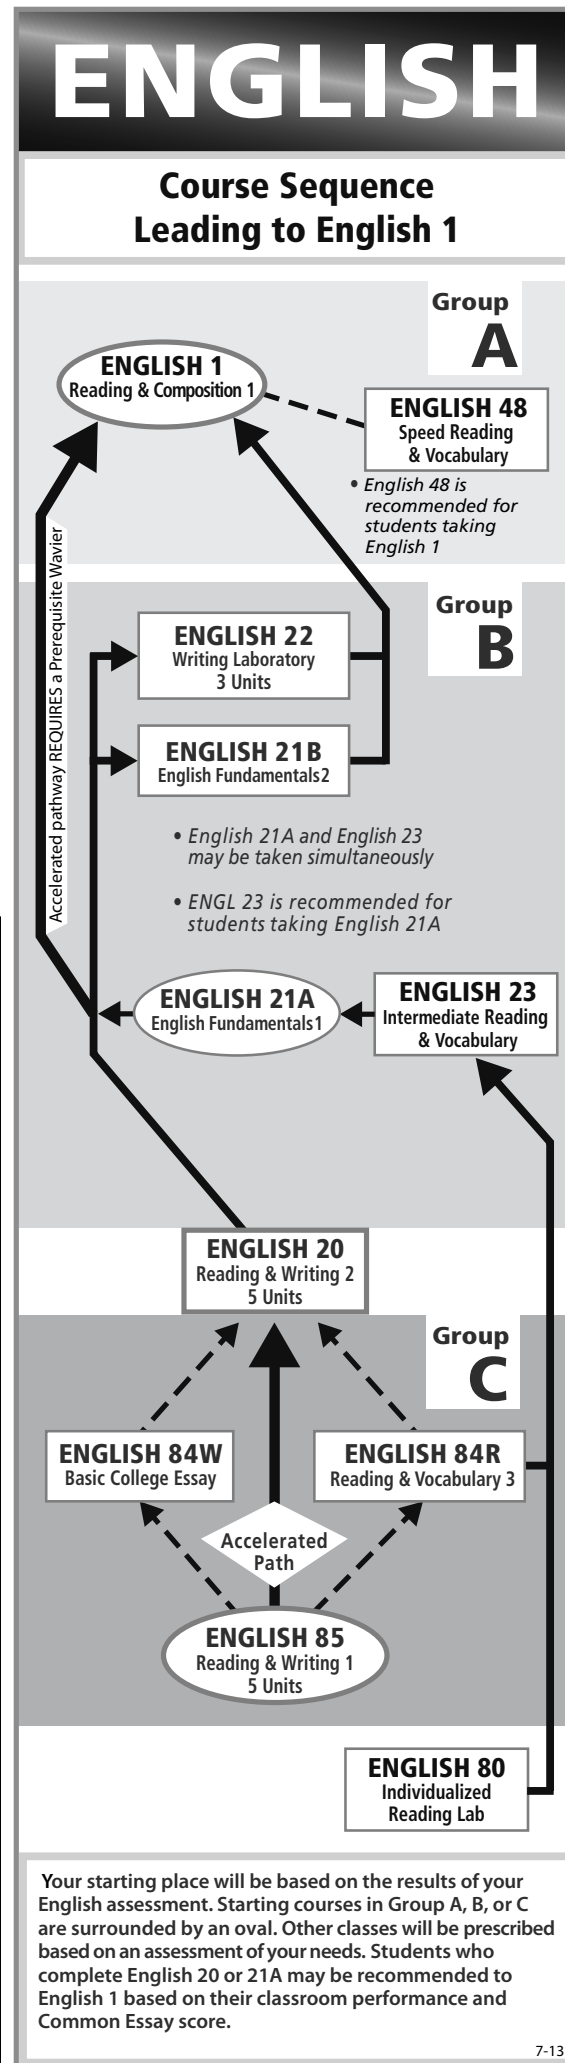 ENGLISH
Course Sequence
Leading to English 1
Group
A
ENGLISH 1
Reading & Composition 1
ENGLISH 48
Speed Reading
& Vocabulary
• English 48 is
recommended for
students taking
English 1
Accelerated pathway REQUIRES a Prerequisite Wavier
Group
B
ENGLISH 22
Writing Laboratory
3 Units
ENGLISH 21B
English Fundamentals 2
• English 21A and English 23
may be taken simultaneously
• ENGL 23 is recommended for
students taking English 21A
ENGLISH 21A
English Fundamentals 1
ENGLISH 23
Intermediate Reading
& Vocabulary
ENGLISH 20
Reading & Writing 2
5 Units
Group
C
ENGLISH 84W
Basic College Essay
ENGLISH 84R
Reading & Vocabulary 3
Accelerated
Path
ENGLISH 85
Reading & Writing 1
5 Units
ENGLISH 80
Individualized
Reading Lab
Your starting place will be based on the results of your
English assessment. Starting courses in Group A, B, or C
are surrounded by an oval. Other classes will be prescribed
based on an assessment of your needs. Students who
complete English 20 or 21A may be recommended to
English 1 based on their classroom performance and
Common Essay score.
7-13